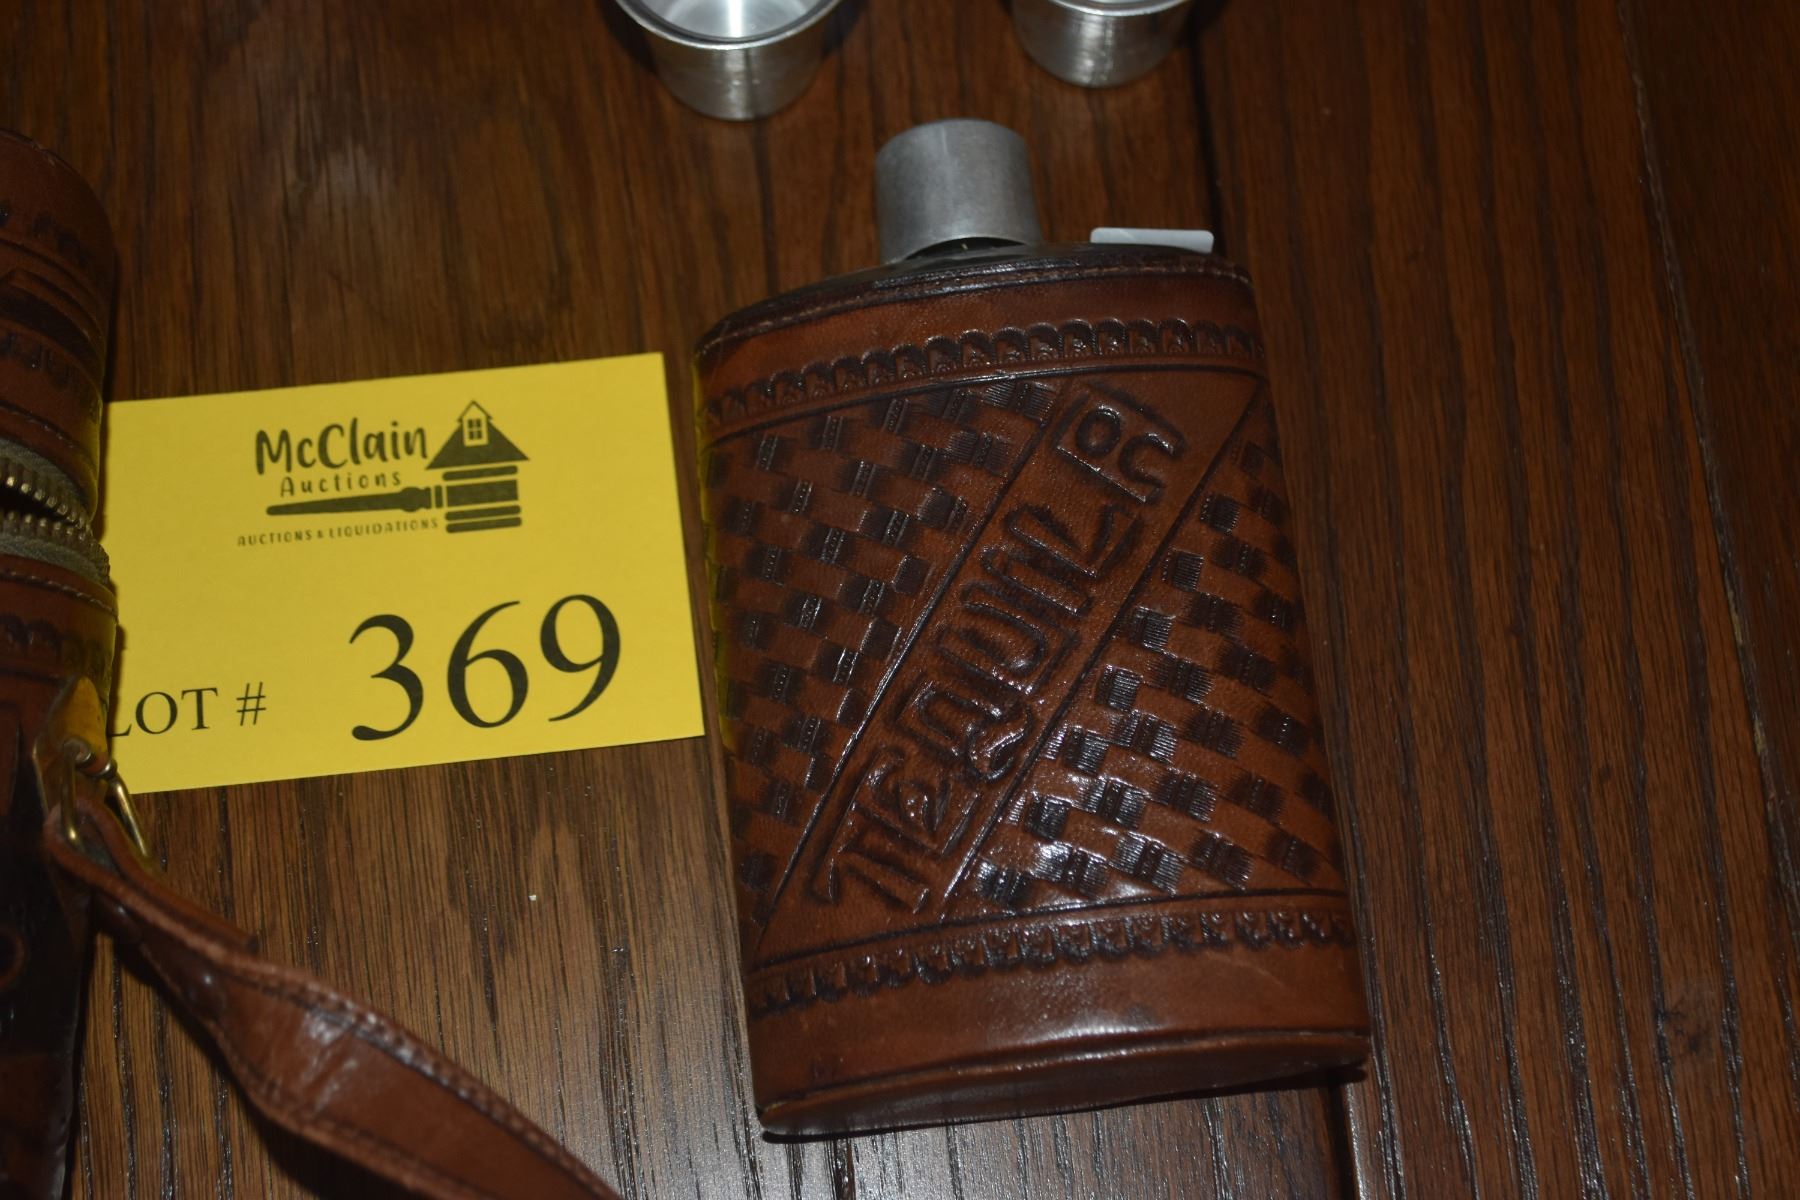 McClain
Auctions
AUCTIONS & LIQUIDATIONS
LOT # 369
TEQUILA
OC